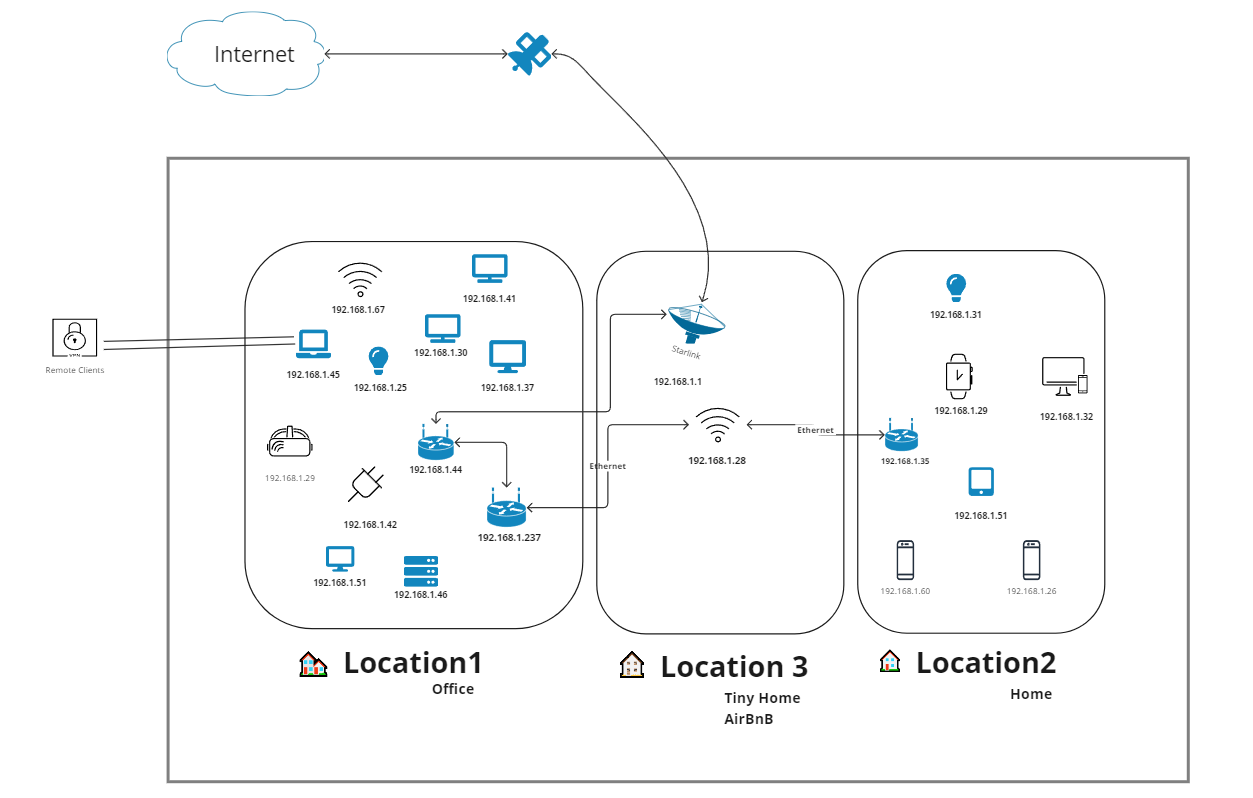 Internet
192.168.1.67
192.168.1.41
192.168.1.30
192.168.1.45
192.168.1.25
192.168.1.37
VPN
Remote Clients
192.168.1.29
192.168.1.44
192.168.1.42
192.168.1.237
192.168.1.51
192.168.1.46
Ethernet
Starlink
192.168.1.1
192.168.1.28
Ethernet
192.168.1.31
192.168.1.29
192.168.1.32
192.168.1.35
192.168.1.51
192.168.1.60
192.168.1.26
Location1
Office
Location 3
Tiny Home
AirBnB
Location2
Home